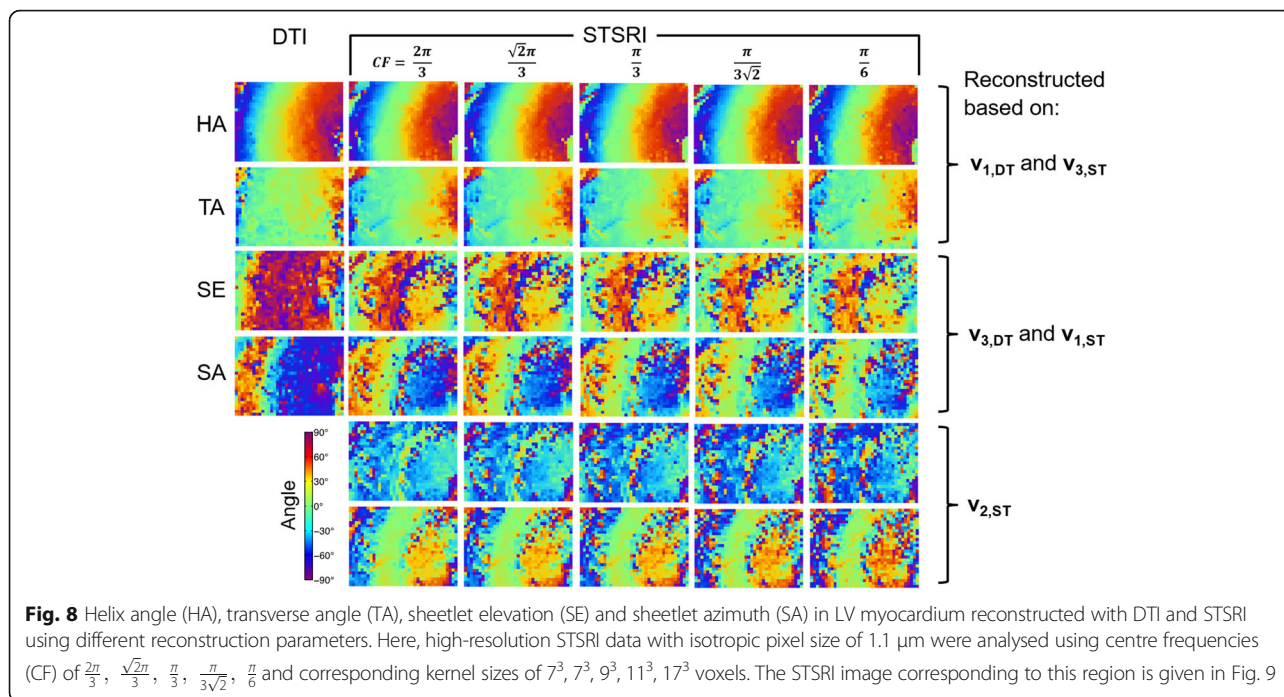 DTI
STSRI
CF = 2π/3
√2π/3
π/3
π/3√2
π/6
Reconstructed
based on:
HA
TA
v1,DT and v3,ST
SE
SA
v3,DT and v1,ST
Angle
90°
60°
30°
0°
-30°
-60°
-90°
v2,ST
Fig. 8 Helix angle (HA), transverse angle (TA), sheetlet elevation (SE) and sheetlet azimuth (SA) in LV myocardium reconstructed with DTI and STSRI
using different reconstruction parameters. Here, high-resolution STSRI data with isotropic pixel size of 1.1 μm were analysed using centre frequencies
(CF) of 2π/3, √2π/3, π/3, π/3√2, π/6 and corresponding kernel sizes of 7³, 7³, 9³, 11³, 17³ voxels. The STSRI image corresponding to this region is given in Fig. 9